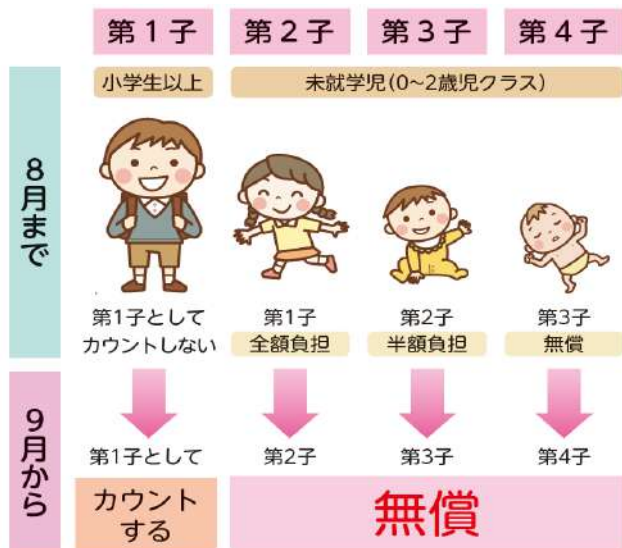 第1子 第2子 第3子 第4子
小学生以上 未就学児(0~2歳児クラス)
8月まで
第1子として 第1子 第2子 第3子
カウントしない 全額負担 半額負担 無償
9月から
第1子として 第2子 第3子 第4子
カウント
する
無償